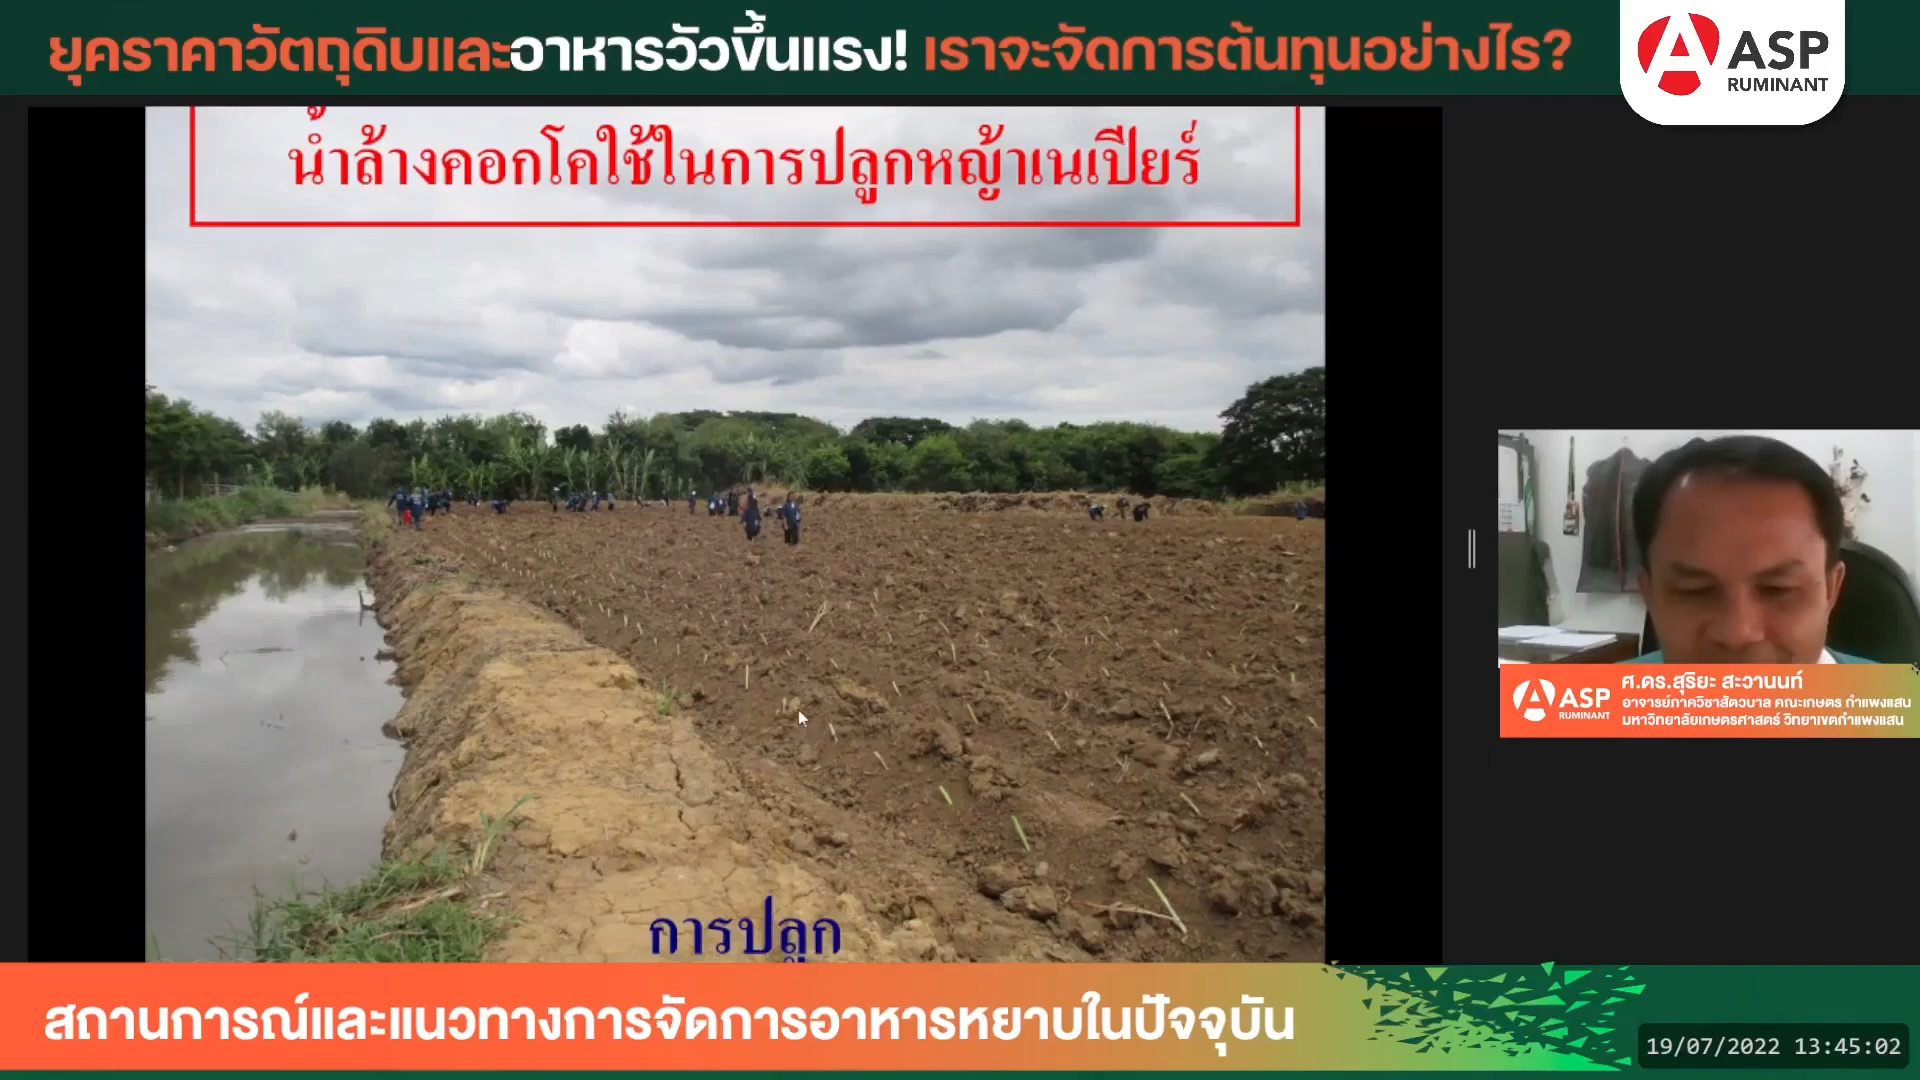 ยุคราคาวัตถุดิบและอาหารวัวขึ้นแรง! เราจะจัดการต้นทุนอย่างไร?
ASP
RUMINANT
น้ำล้างคอกโคใช้ในการปลูกหญ้าเนเปียร์
การปลูก
ASP
RUMINANT
ศ.ดร.สุริยะ สะวานนท์
อาจารย์ภาควิชาสัตวบาล คณะเกษตร กำแพงแสน
มหาวิทยาลัยเกษตรศาสตร์ วิทยาเขตกำแพงแสน
สถานการณ์และแนวทางการจัดการอาหารหยาบในปัจจุบัน
19/07/2022 13:45:02